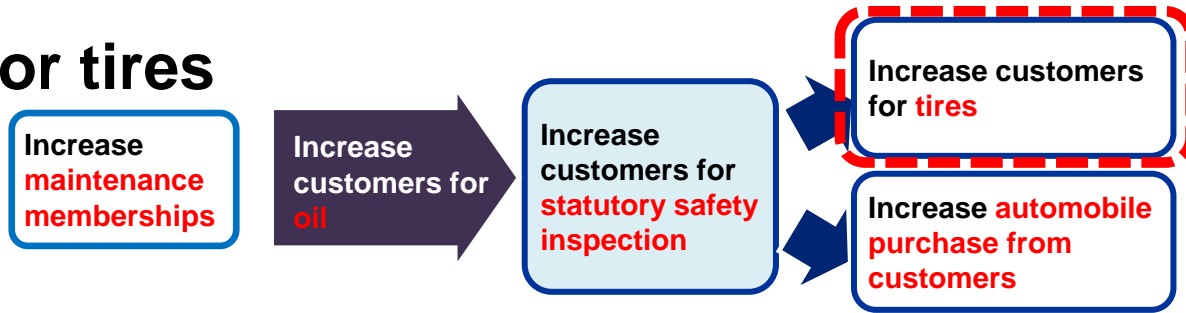 or tires
Increase
maintenance
memberships
Increase
customers for
oil
Increase
customers for
statutory safety
inspection
Increase customers
for tires
Increase automobile
purchase from
customers